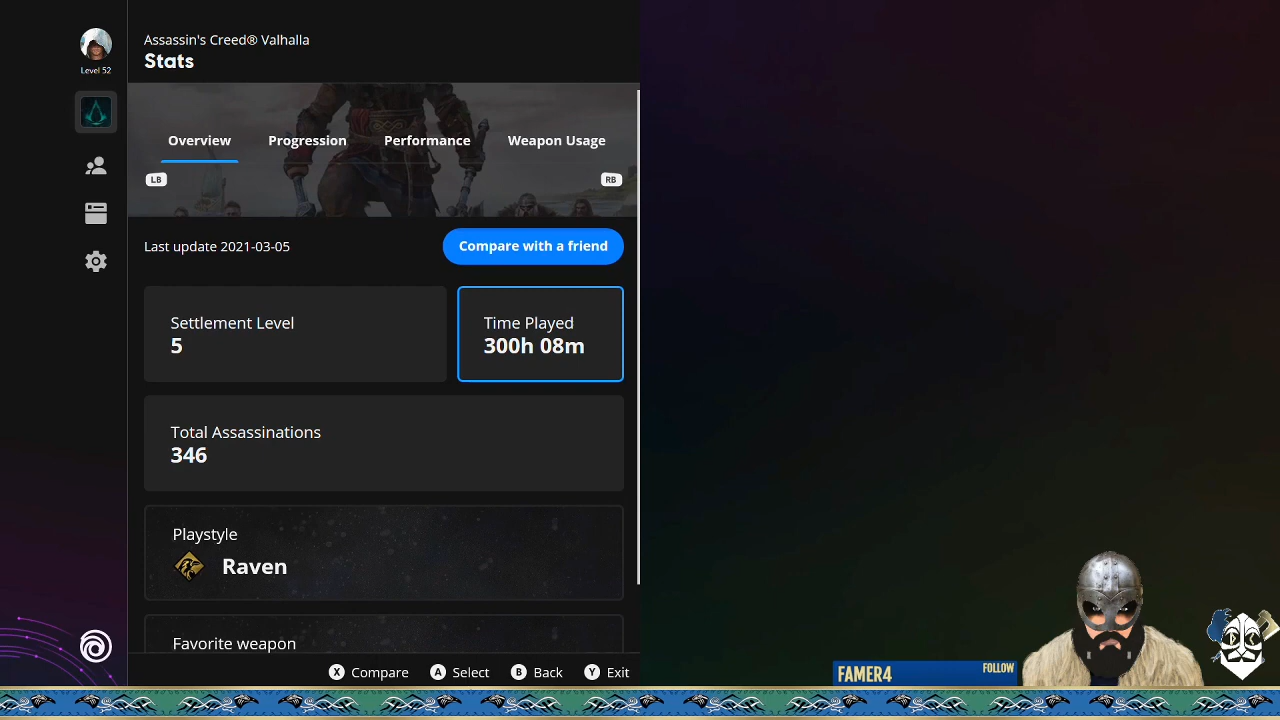 Level 52
Assassin's Creed® Valhalla
Stats
Overview
Progression
Performance
Weapon Usage
LB
RB
Last update 2021-03-05
Compare with a friend
Settlement Level
5
Time Played
300h 08m
Total Assassinations
346
Playstyle
Raven
Favorite weapon
X Compare
A Select
B Back
Y Exit
FAMER4
FOLLOW